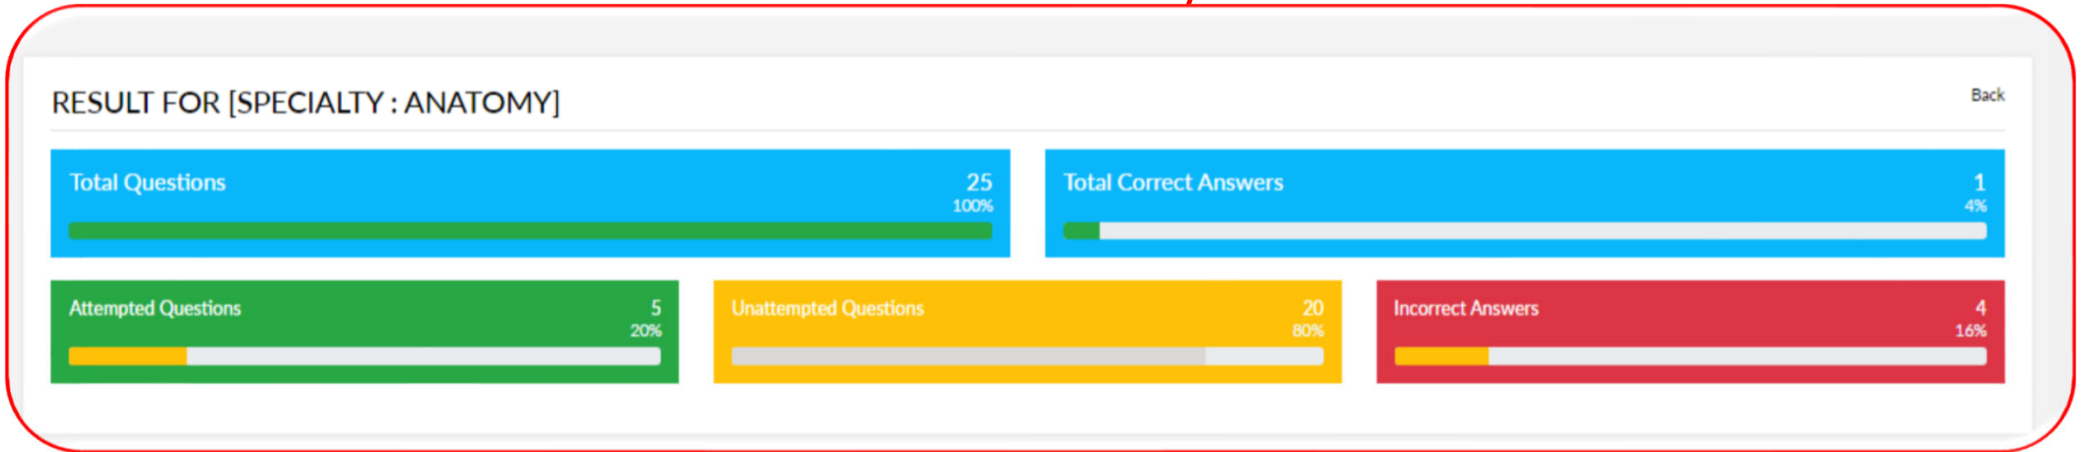 RESULT FOR [SPECIALTY : ANATOMY]
Back
Total Questions
25
100%
Total Correct Answers
1
4%
Attempted Questions
5
20%
Unattempted Questions
20
80%
Incorrect Answers
4
16%